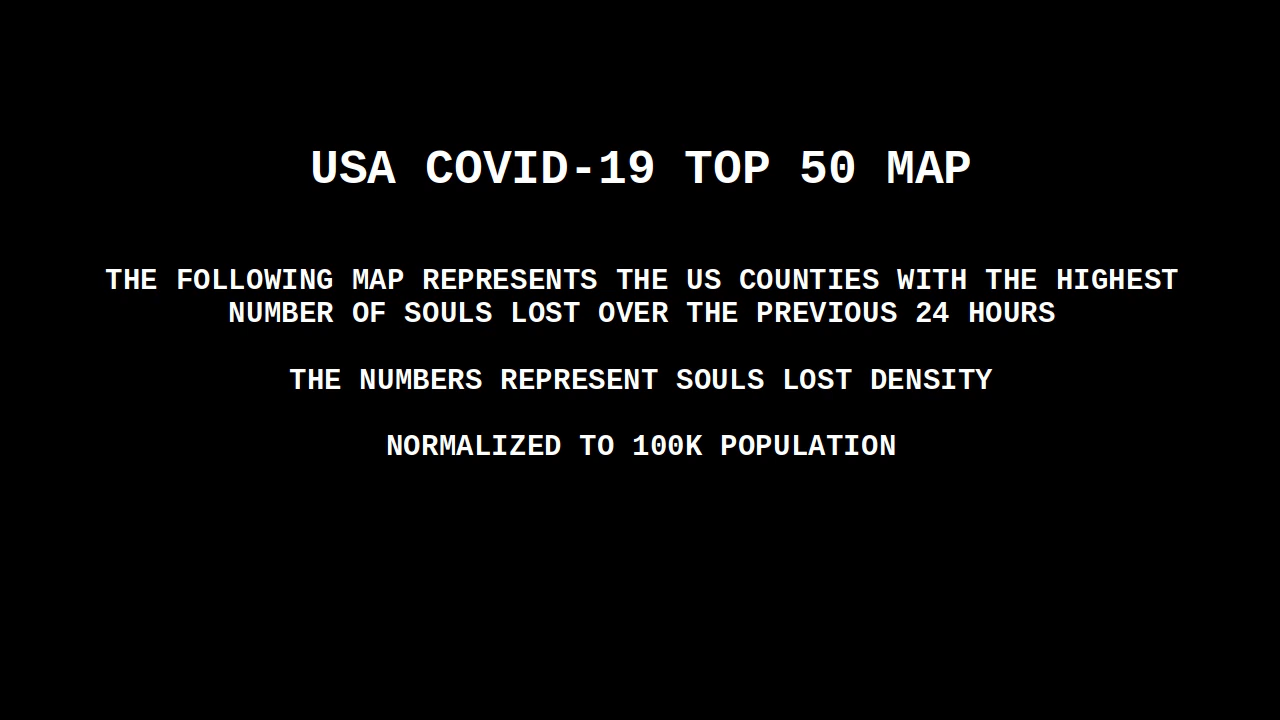 USA COVID-19 TOP 50 MAP
THE FOLLOWING MAP REPRESENTS THE US COUNTIES WITH THE HIGHEST
NUMBER OF SOULS LOST OVER THE PREVIOUS 24 HOURS
THE NUMBERS REPRESENT SOULS LOST DENSITY
NORMALIZED TO 100K POPULATION